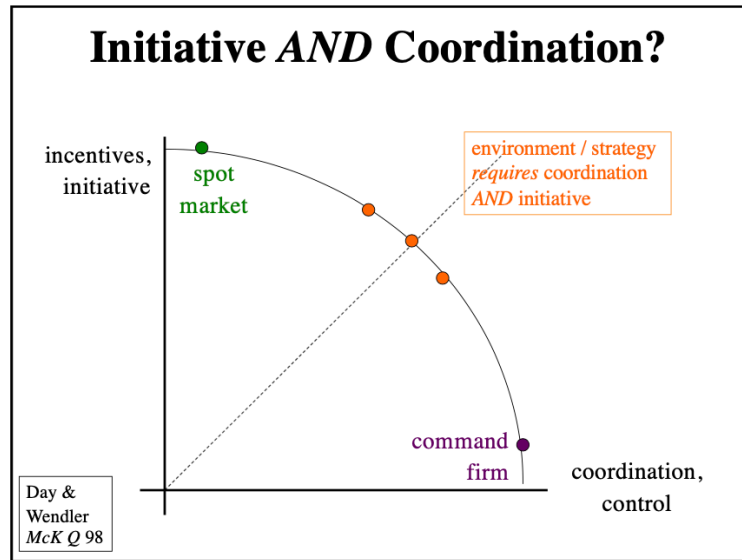 Initiative AND Coordination?
incentives,
initiative
spot
market
environment / strategy
requires coordination
AND initiative
command
firm
coordination,
control
Day &
Wendler
McK Q 98